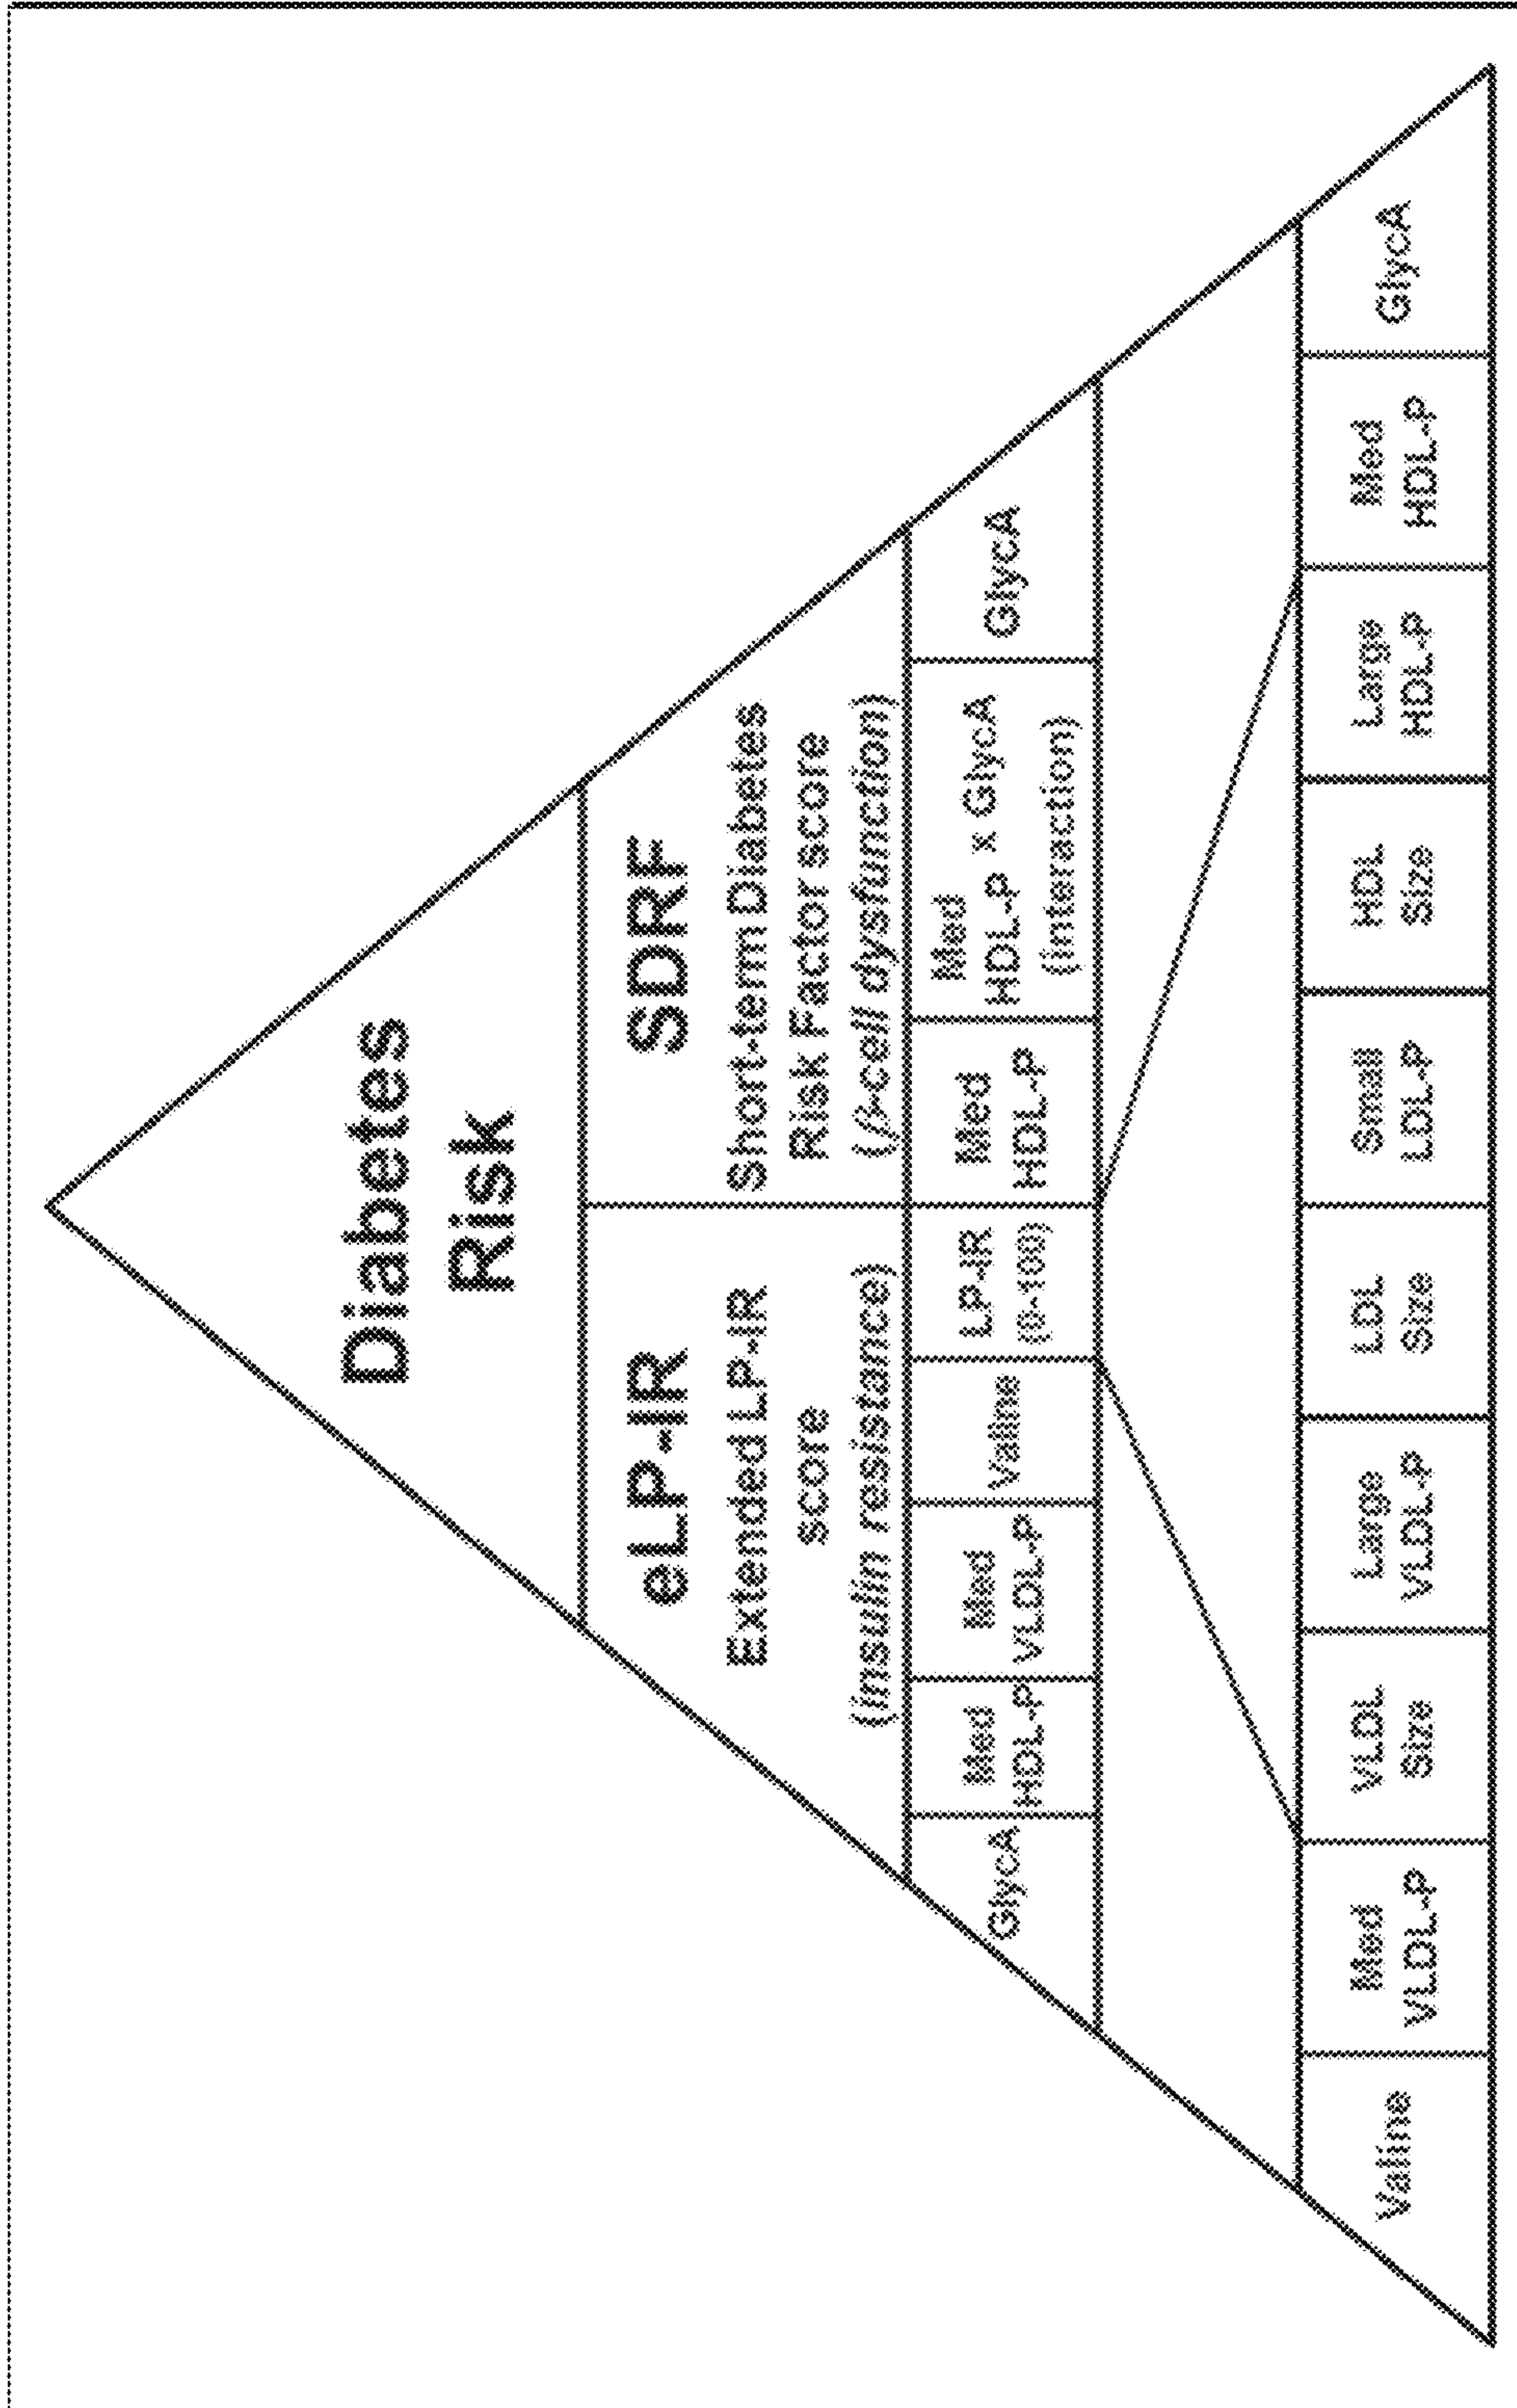 Diabetes
Risk
eLP-IR
Extended LP-IR
score
(insulin resistance)
SDRF
Short-term Diabetes
Risk Factor score
(β-cell dysfunction)
GlycA
Med
HDL-P
Med
VLDL-P
Valine
LP-IR
(0-100)
Med
HDL-P
Med
HDL-P x GlycA
(interaction)
GlycA
Valine
Med
VLDL-P
VLDL
Size
Large
VLDL-P
LDL
Size
Small
LDL-P
HDL
Size
Large
HDL-P
Med
HDL-P
GlycA